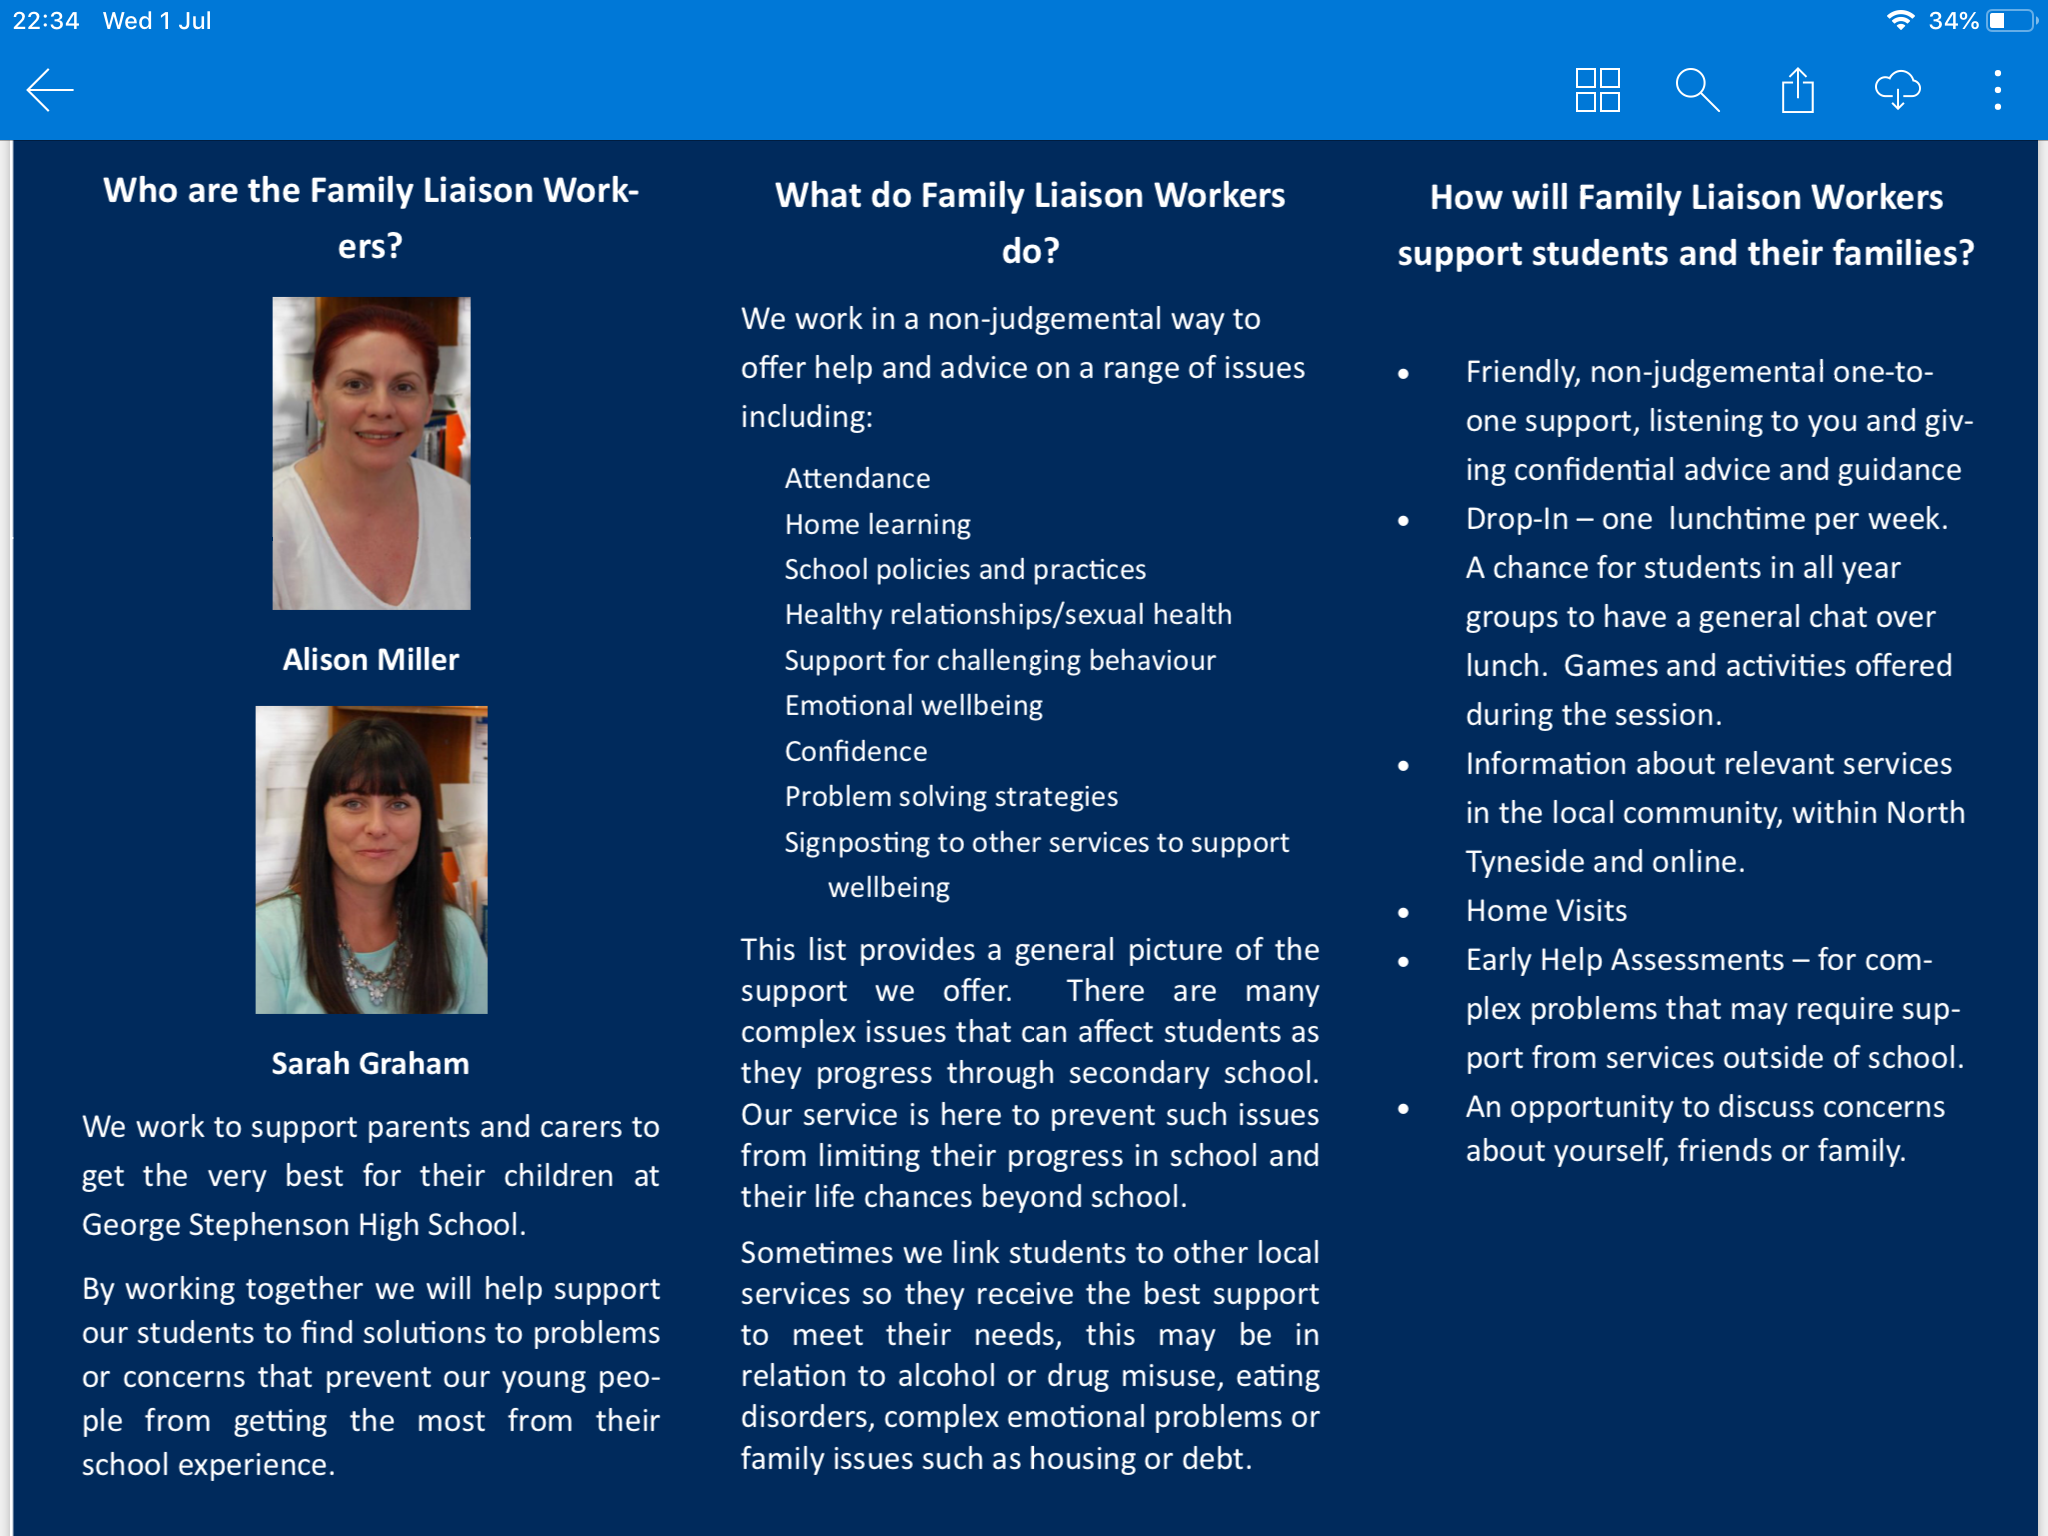 22:34 Wed 1 Jul
34%
Who are the Family Liaison Work-
ers?
Alison Miller
Sarah Graham
We work to support parents and carers to
get the very best for their children at
George Stephenson High School.
By working together we will help support
our students to find solutions to problems
or concerns that prevent our young peo-
ple from getting the most from their
school experience.
What do Family Liaison Workers
do?
We work in a non-judgemental way to
offer help and advice on a range of issues
including:
Attendance
Home learning
School policies and practices
Healthy relationships/sexual health
Support for challenging behaviour
Emotional wellbeing
Confidence
Problem solving strategies
Signposting to other services to support
wellbeing
This list provides a general picture of the
support we offer. There are many
complex issues that can affect students as
they progress through secondary school.
Our service is here to prevent such issues
from limiting their progress in school and
their life chances beyond school.
Sometimes we link students to other local
services so they receive the best support
to meet their needs, this may be in
relation to alcohol or drug misuse, eating
disorders, complex emotional problems or
family issues such as housing or debt.
How will Family Liaison Workers
support students and their families?
• Friendly, non-judgemental one-to-
one support, listening to you and giv-
ing confidential advice and guidance
• Drop-In – one lunchtime per week.
A chance for students in all year
groups to have a general chat over
lunch. Games and activities offered
during the session.
• Information about relevant services
in the local community, within North
Tyneside and online.
• Home Visits
• Early Help Assessments – for com-
plex problems that may require sup-
port from services outside of school.
• An opportunity to discuss concerns
about yourself, friends or family.